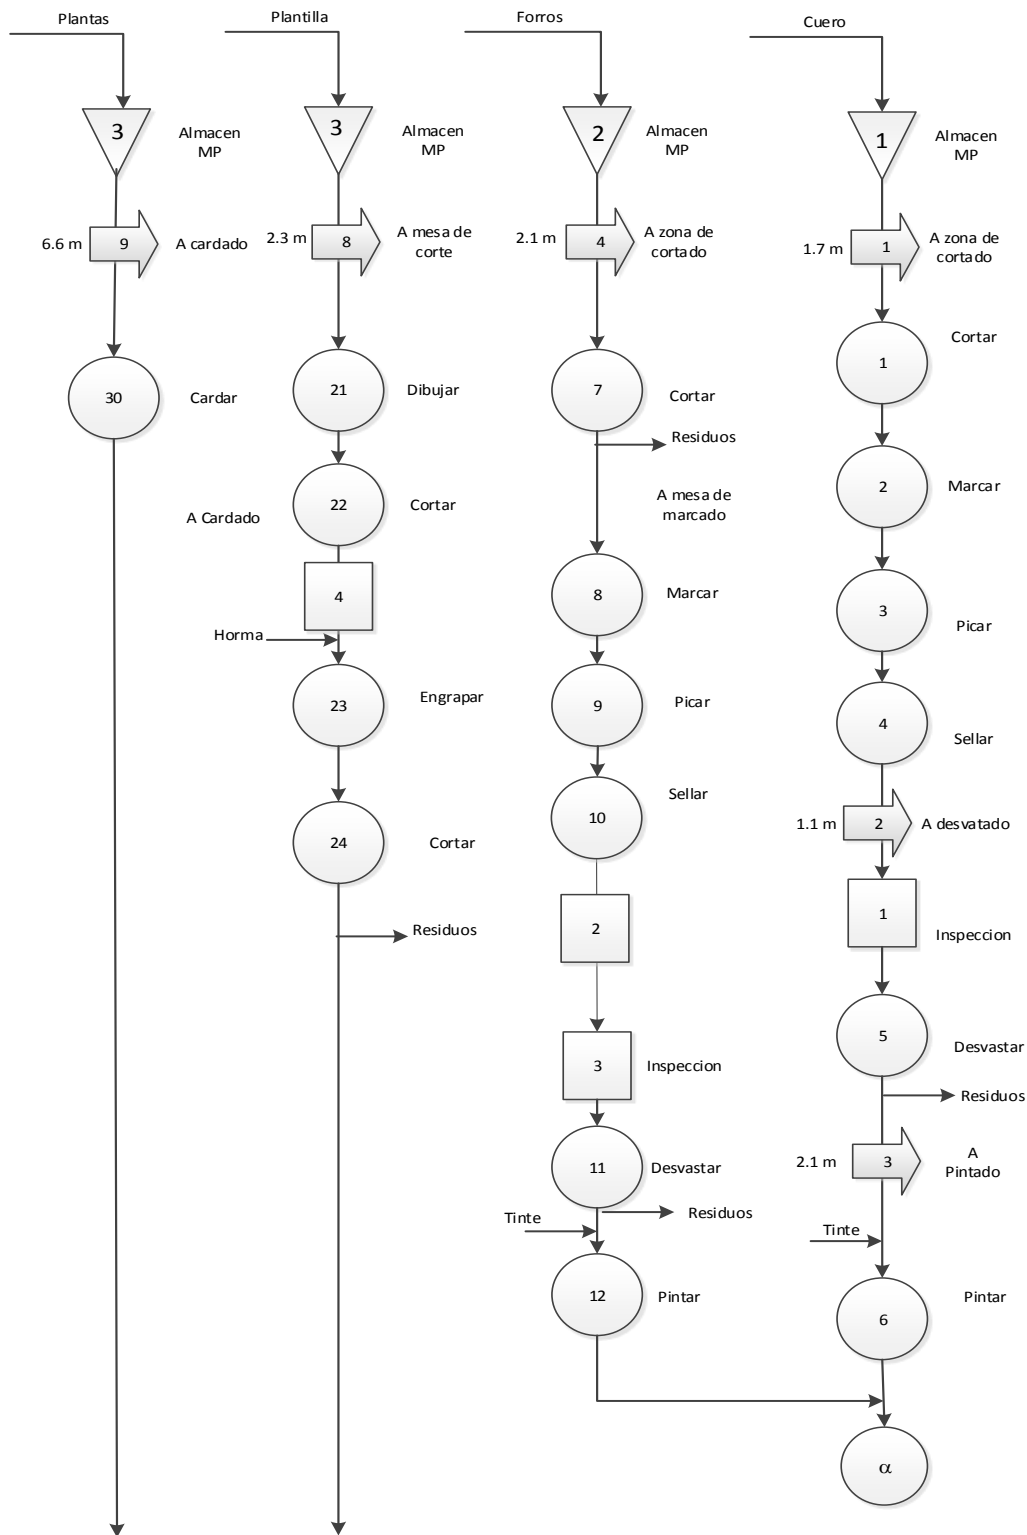 Plantas
Plantilla
Forros
Cuero
3
Almacen
MP
3
Almacen
MP
2
Almacen
MP
1
Almacen
MP
6.6 m
9
A cardado
2.3 m
8
A mesa de
corte
2.1 m
4
A zona de
cortado
1.7 m
1
A zona de
cortado
30
Cardar
21
Dibujar
7
Cortar
Residuos
1
Cortar
A Cardado
22
Cortar
A mesa de
marcado
2
Marcar
4
Horma
8
Marcar
3
Picar
23
Engrapar
9
Picar
4
Sellar
24
Cortar
10
Sellar
1.1 m
2
A desvatado
Residuos
2
1
Inspeccion
3
Inspeccion
5
Desvastar
Residuos
11
Desvastar
Residuos
2.1 m
3
A
Pintado
Tinte
12
Pintar
Tinte
6
Pintar
α